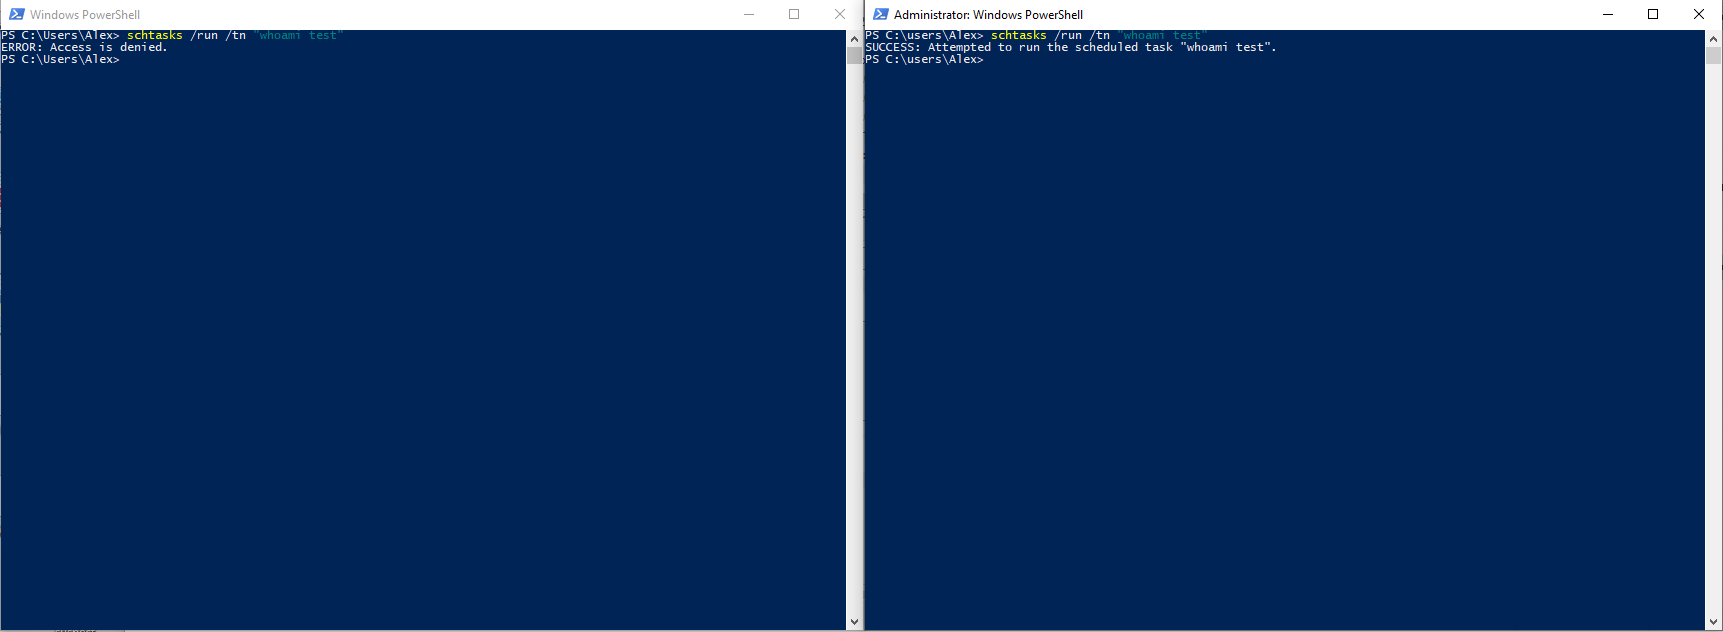 Windows PowerShell
PS C:\Users\Alex> schtasks /run /tn "whoami test"
ERROR: Access is denied.
PS C:\Users\Alex>
Administrator: Windows PowerShell
PS C:\users\Alex> schtasks /run /tn "whoami test"
SUCCESS: Attempted to run the scheduled task "whoami test".
PS C:\users\Alex>